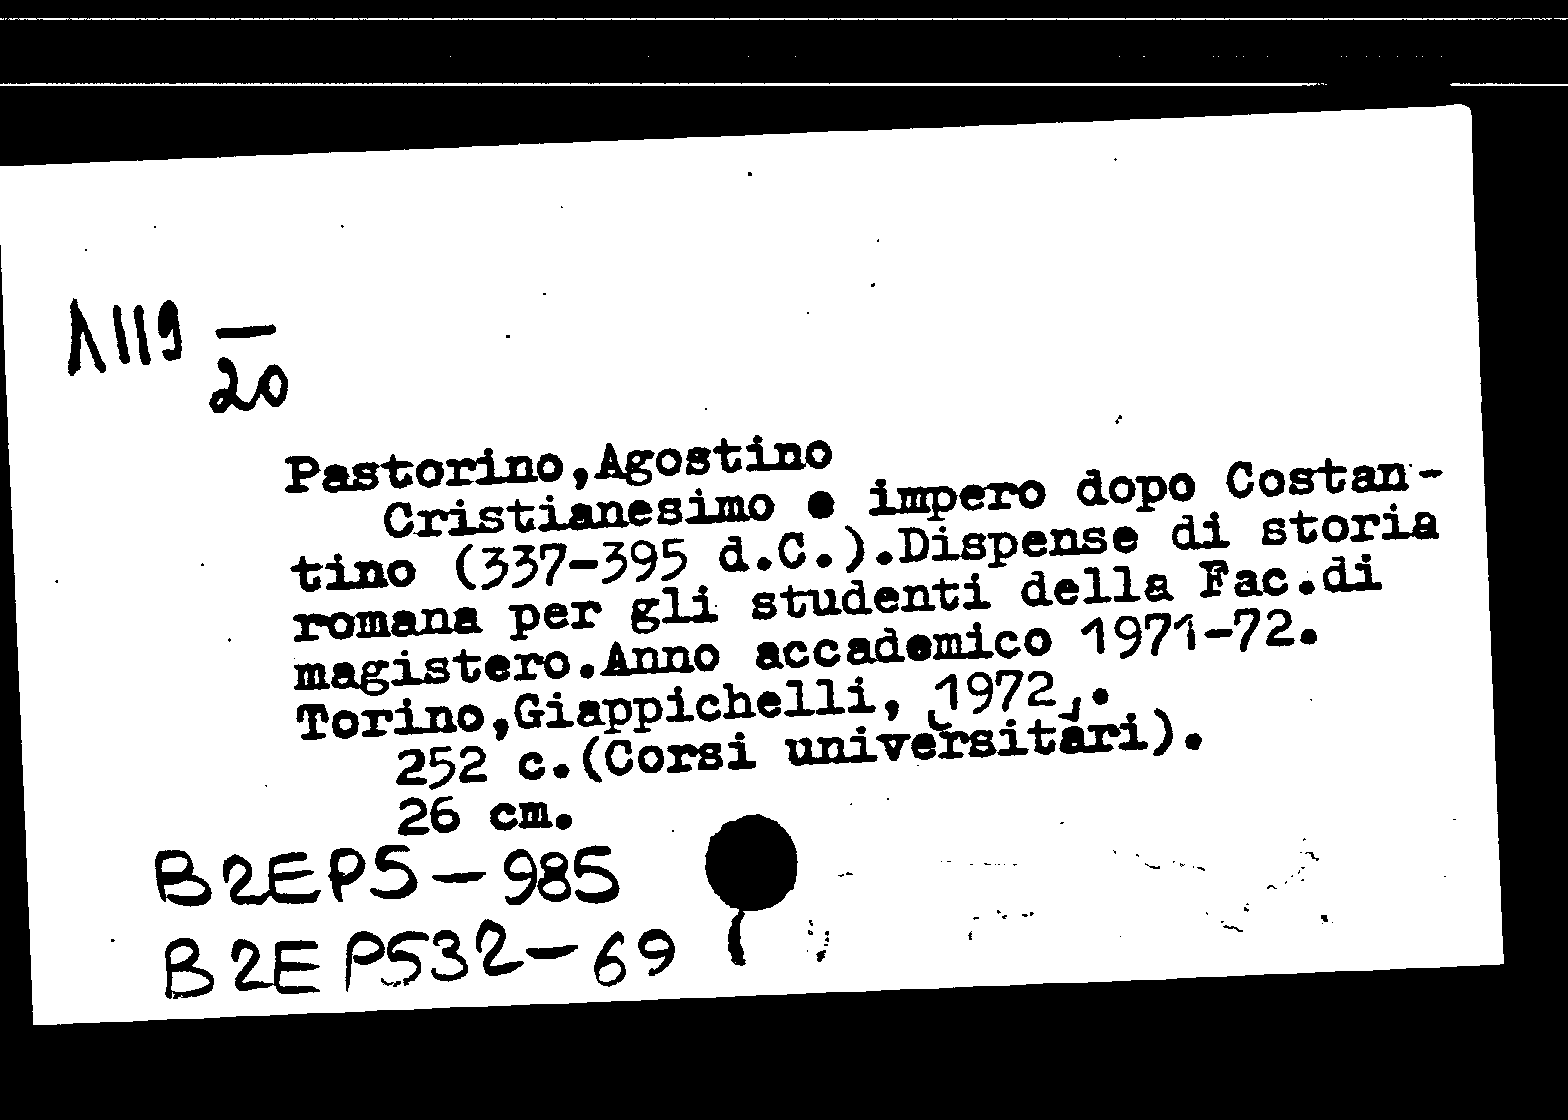 Л119 —
20
Pastorino,Agostino
Cristianesimo e impero dopo Costan-
tino (337-395 d.C.).Dispense di storia
romana per gli studenti della Fac.di
magistero.Anno accademico 1971-72.
Torino,Giappichelli, [1972].
252 c.(Corsi universitari).
26 cm.
B2EP5-985
B2EP532-69